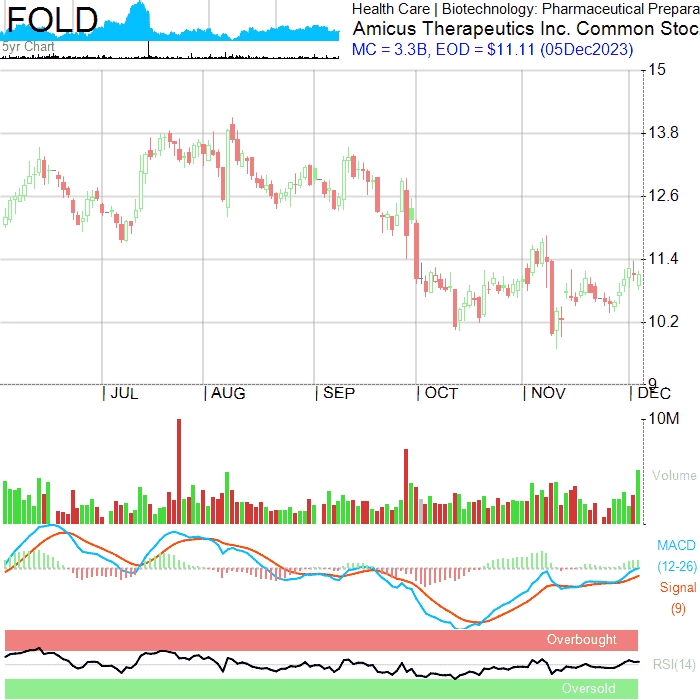 FOLD
5yr Chart
Health Care | Biotechnology: Pharmaceutical Prepara
Amicus Therapeutics Inc. Common Stoc
MC = 3.3B, EOD = $11.11 (05Dec2023)
15
13.8
12.6
11.4
10.2
9
| JUL | AUG | SEP | OCT | NOV | DEC
10M
Volume
MACD
(12-26)
Signal
(9)
Overbought
RSI(14)
Oversold